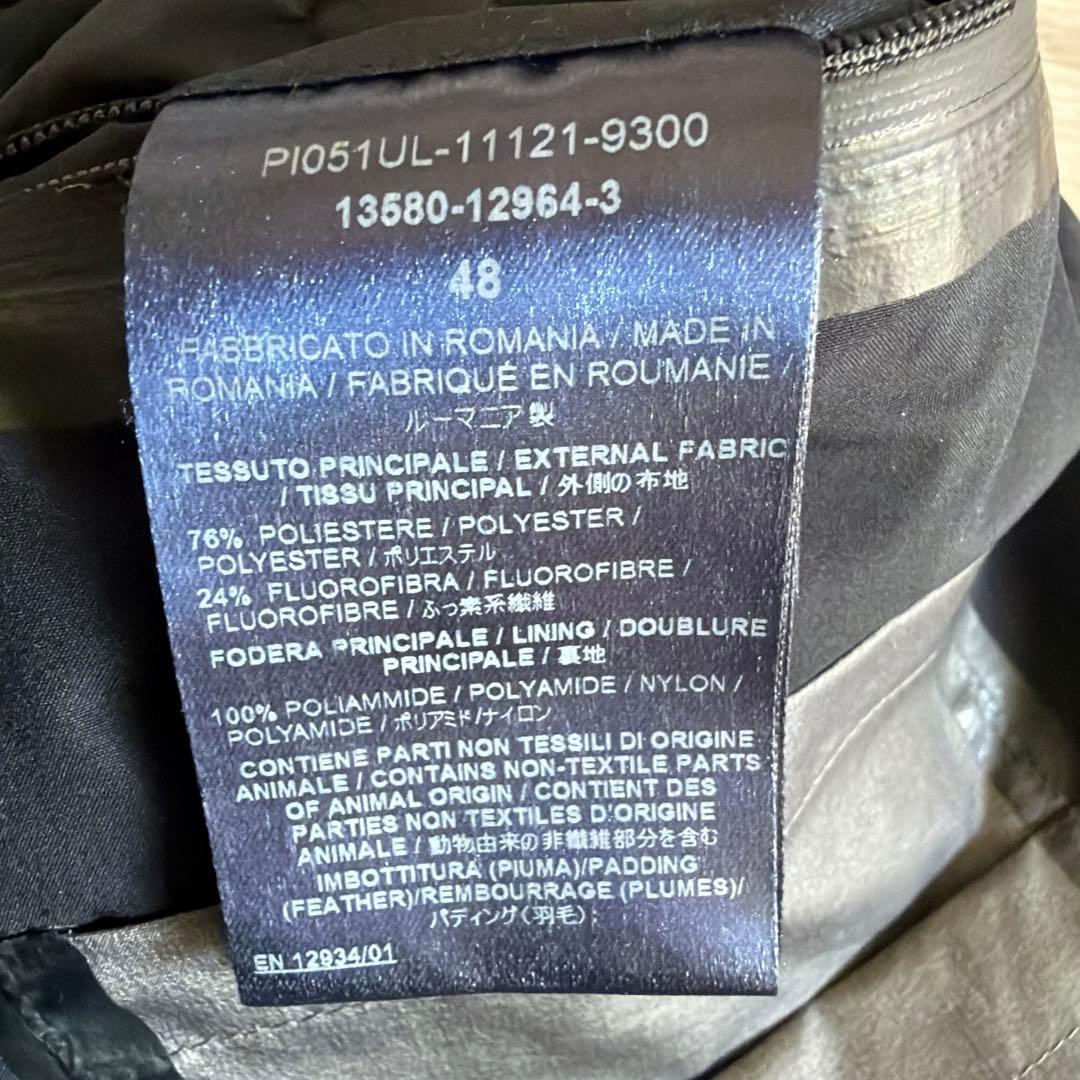 PI051UL-11121-9300
13580-12964-3
48
FABBRICATO IN ROMANIA / MADE IN
ROMANIA / FABRIQUÉ EN ROUMANIE /
ルーマニア製
TESSUTO PRINCIPALE / EXTERNAL FABRIC
/ TISSU PRINCIPAL / 外側の布地
76% POLIESTERE / POLYESTER /
POLYESTER / ポリエステル
24% FLUOROFIBRA / FLUOROFIBRE /
FLUOROFIBRE / ふっ素系繊維
FODERA PRINCIPALE / LINING / DOUBLURE
PRINCIPALE / 裏地
100% POLIAMMIDE / POLYAMIDE / NYLON /
POLYAMIDE / ポリアミド/ナイロン
CONTIENE PARTI NON TESSILI DI ORIGINE
ANIMALE / CONTAINS NON-TEXTILE PARTS
OF ANIMAL ORIGIN / CONTIENT DES
PARTIES NON TEXTILES D'ORIGINE
ANIMALE / 動物由来の非繊維部分を含む
IMBOTTITURA (PIUMA)/PADDING
(FEATHER)/REMBOURRAGE (PLUMES)/
パディング(羽毛):
EN 12934/01